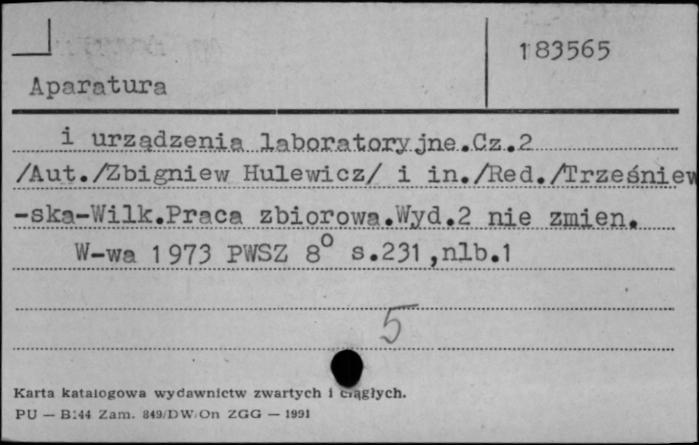 183565
Aparatura
i urządzenia laboratoryjne.Cz.2
/Aut./Zbigniew Hulewicz/ i in./Red./Trześniew
-ska-Wilk.Praca zbiorowa.Wyd.2 nie zmien.
W-wa 1973 PWSZ 8° s.231,nlb.1
5
Karta katalogowa wydawnictw zwartych i ciągłych.
PU — B:44 Zam. 849/DW/On ZGG — 1991